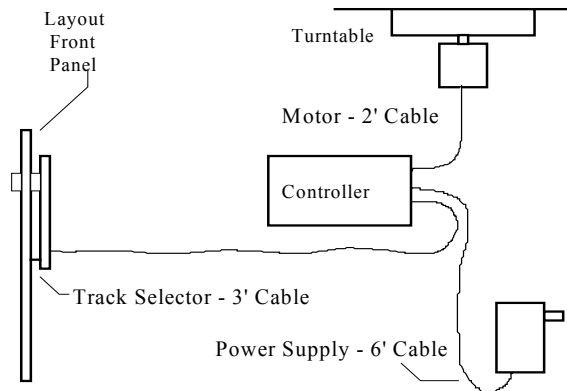 Layout
Front
Panel
Turntable
Motor - 2' Cable
Controller
Track Selector - 3' Cable
Power Supply - 6' Cable